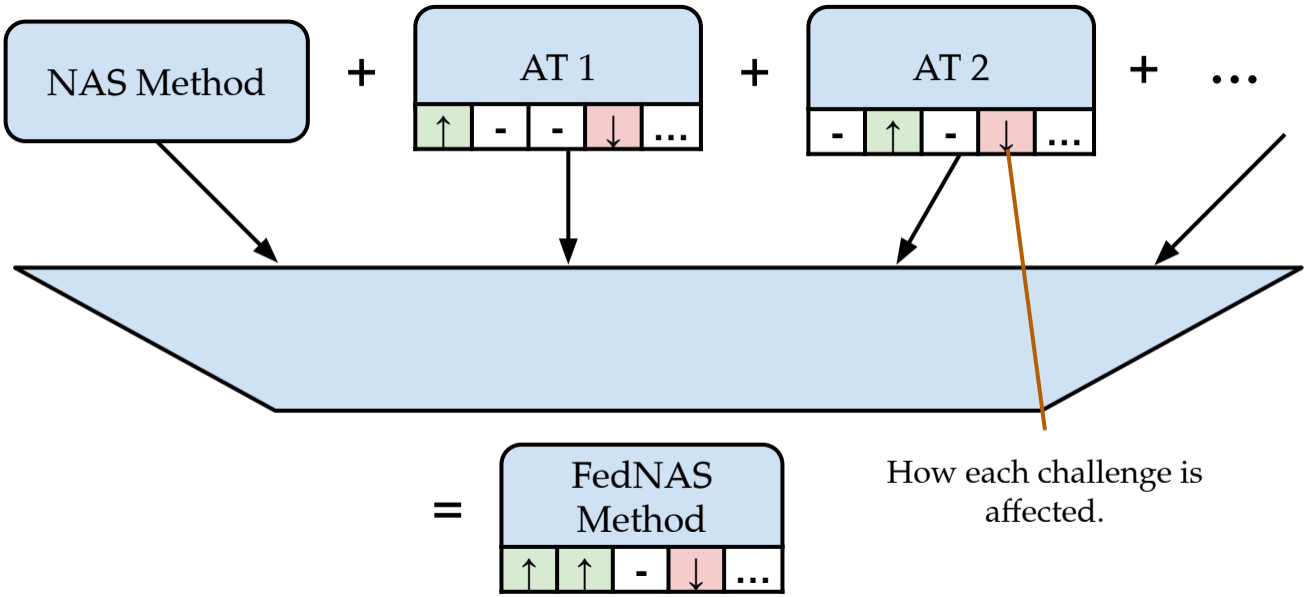 NAS Method + AT 1 + AT 2 + ...
↑ - - ↓ ...
- ↑ - ↓ ...
How each challenge is
affected.
= FedNAS
Method
↑ ↑ - ↓ ...